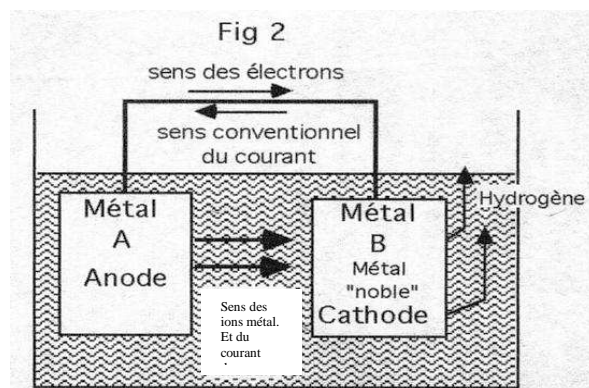 Fig 2
sens des électrons
sens conventionnel
du courant
Hydrogène
Métal
A
Anode
Métal
B
Métal
"noble"
Cathode
Sens des
ions métal.
Et du
courant